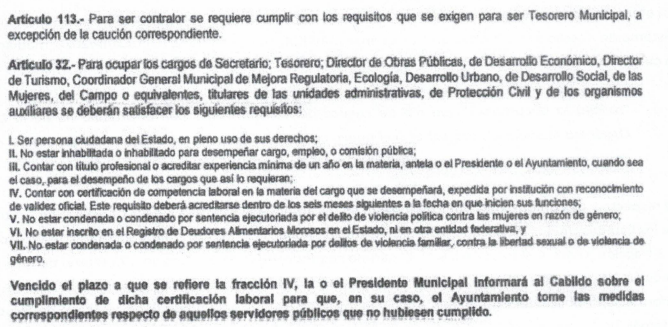 Artículo 113.- Para ser contralor se requiere cumplir con los requisitos que se exigen para ser Tesorero Municipal, a
excepción de la caución correspondiente.
Artículo 32.- Para ocupar los cargos de Secretario; Tesorero; Director de Obras Públicas, de Desarrollo Económico, Director
de Turismo, Coordinador General Municipal de Mejora Regulatoria, Ecología, Desarrollo Urbano, de Desarrollo Social, de las
Mujeres, del Campo o equivalentes, titulares de las unidades administrativas, de Protección Civil y de los organismos
auxiliares se deberán satisfacer los siguientes requisitos:
I. Ser persona ciudadana del Estado, en pleno uso de sus derechos;
II. No estar inhabilitada o inhabilitado para desempeñar cargo, empleo, o comisión pública;
III. Contar con título profesional o acreditar experiencia mínima de un año en la materia, antela o el Presidente o el Ayuntamiento, cuando sea
el caso, para el desempeño de los cargos que así lo requieran;
IV. Contar con certificación de competencia laboral en la materia del cargo que se desempeñará, expedida por institución con reconocimiento
de validez oficial. Este requisito deberá acreditarse dentro de los seis meses siguientes a la fecha en que inicien sus funciones;
V. No estar condenada o condenado por sentencia ejecutoriada por el delito de violencia política contra las mujeres en razón de género;
VI. No estar inscrito en el Registro de Deudores Alimentarios Morosos en el Estado, ni en otra entidad federativa, y
VII. No estar condenada o condenado por sentencia ejecutoriada por delitos de violencia familiar, contra la libertad sexual o de violencia de
género.
Vencido el plazo a que se refiere la fracción IV, la o el Presidente Municipal informará al Cabildo sobre el
cumplimiento de dicha certificación laboral para que, en su caso, el Ayuntamiento tome las medidas
correspondientes respecto de aquellos servidores públicos que no hubiesen cumplido.